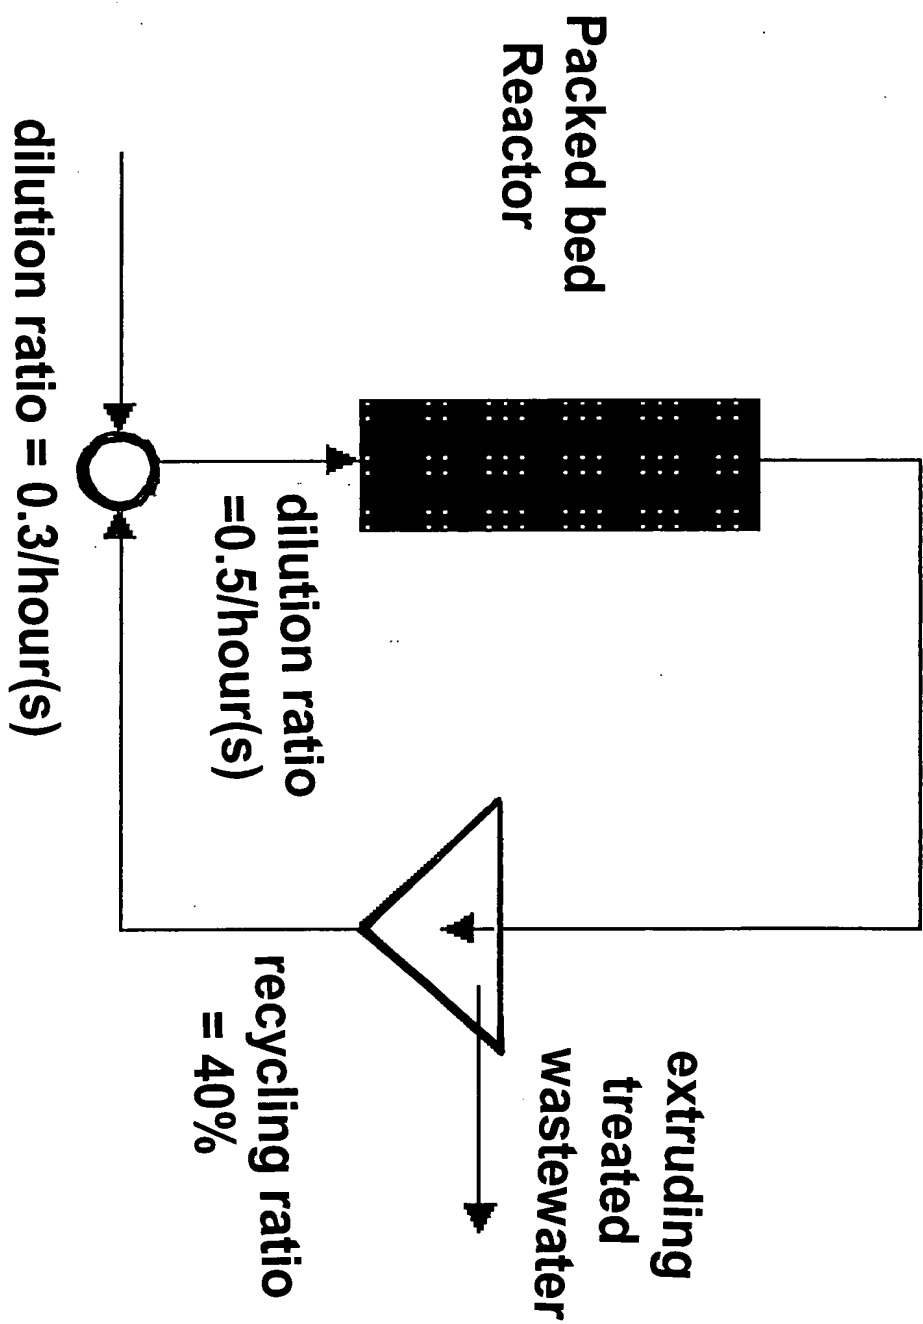 Packed bed
Reactor
extruding
treated
wastewater
dilution ratio
=0.5/hour(s)
recycling ratio
= 40%
dilution ratio = 0.3/hour(s)